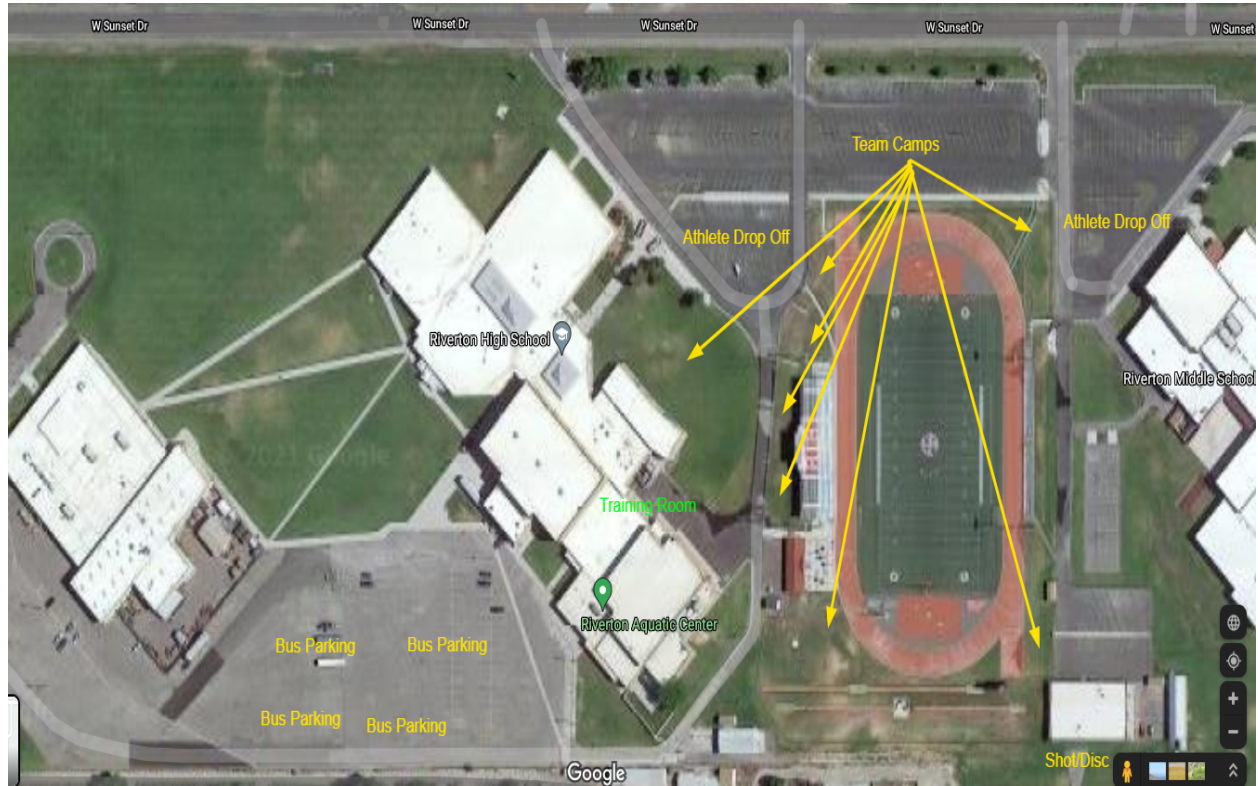 W Sunset Dr
W Sunset Dr
W Sunset Dr
W Sunset Dr
W Sunset
Team Camps
Athlete Drop Off
Athlete Drop Off
Riverton High School
Riverton Middle School
2021 Google
Training Room
Riverton Aquatic Center
Bus Parking
Bus Parking
Bus Parking
Bus Parking
Shot/Disc
Google